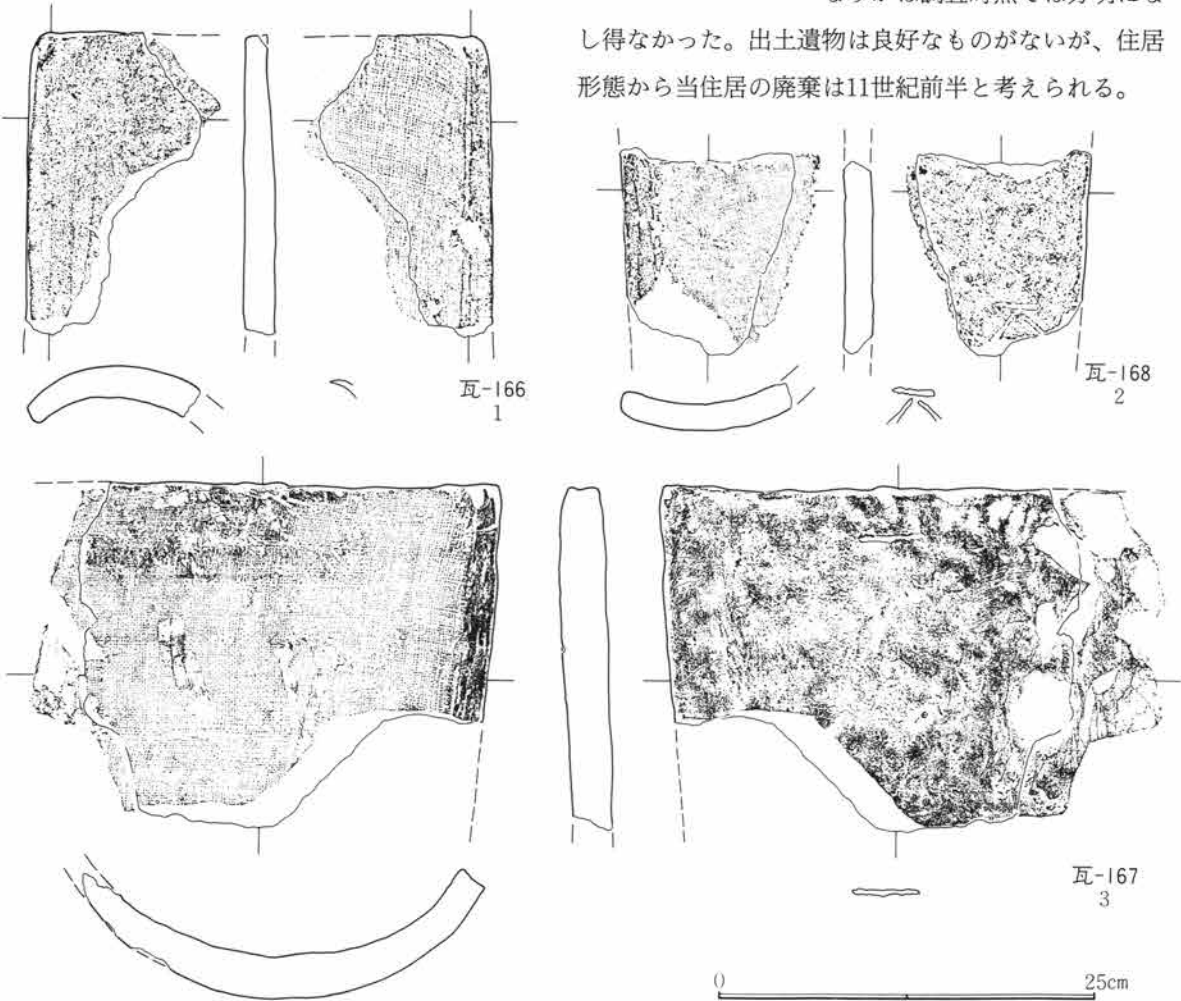 し得なかった。出土遺物は良好なものがないが、住居
形態から当住居の廃棄は11世紀前半と考えられる。
瓦-166
1
瓦-168
2
瓦-167
3
0
25cm